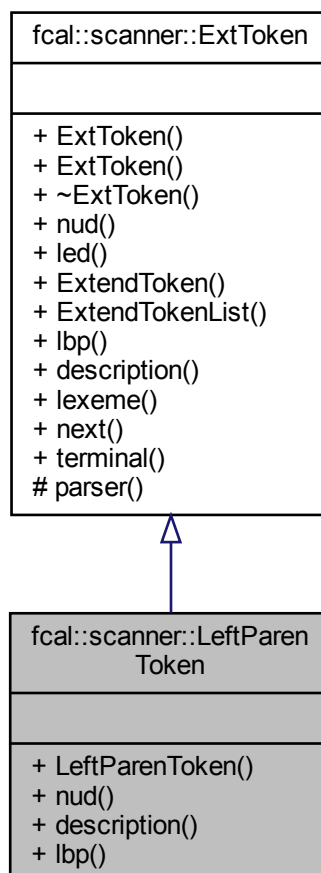 fcal::scanner::ExtToken
+ ExtToken()
+ ExtToken()
+ ~ExtToken()
+ nud()
+ led()
+ ExtendToken()
+ ExtendTokenList()
+ lbp()
+ description()
+ lexeme()
+ next()
+ terminal()
# parser()
fcal::scanner::LeftParen
Token
+ LeftParenToken()
+ nud()
+ description()
+ lbp()